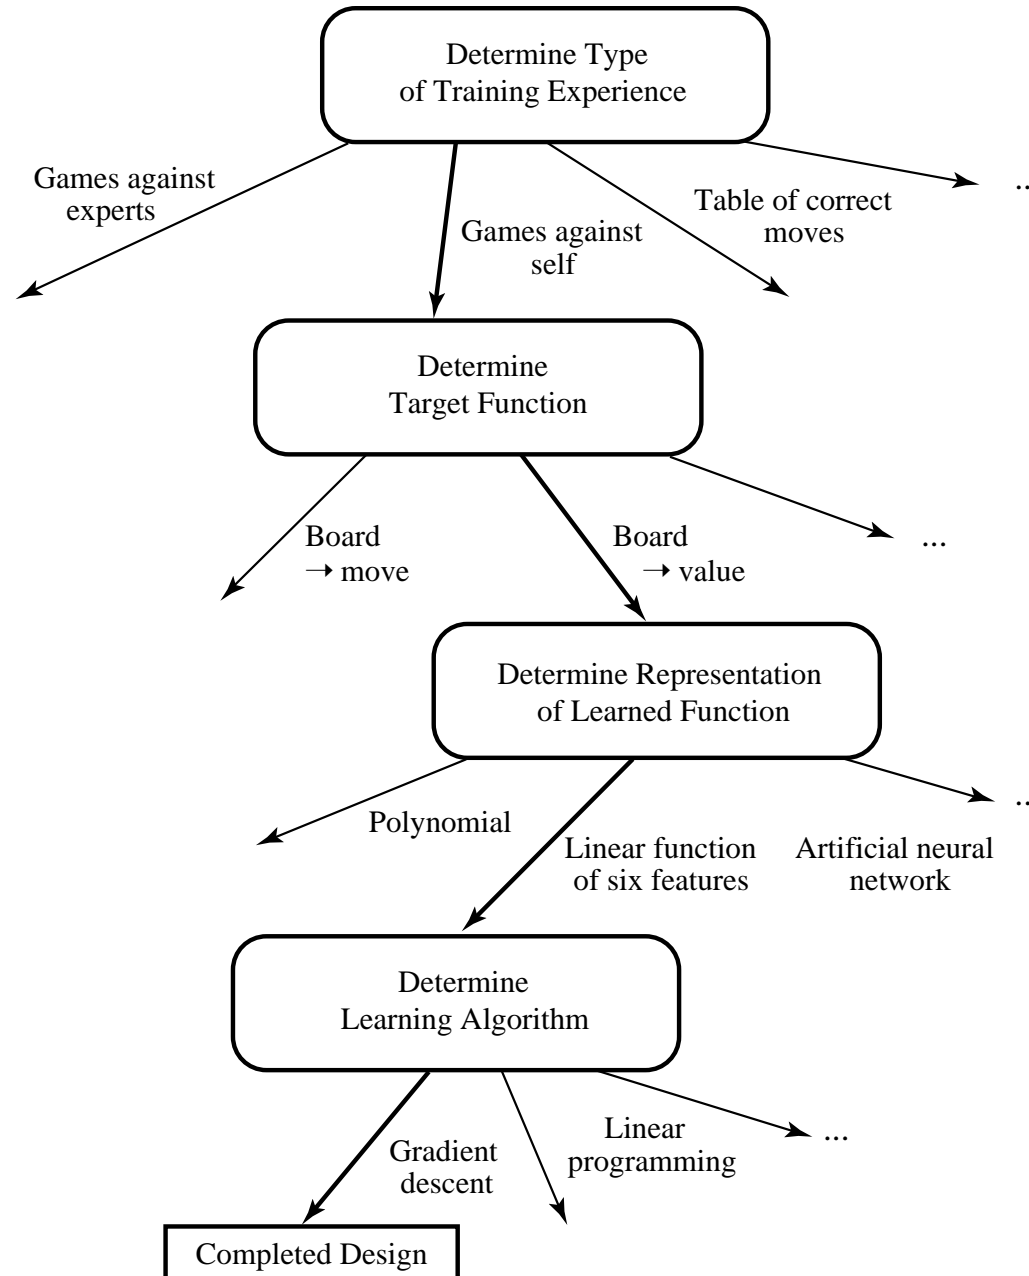 Determine Type
of Training Experience
Games against
experts
Games against
self
Table of correct
moves
..
Determine
Target Function
Board
→ move
Board
→ value
...
Determine Representation
of Learned Function
Polynomial
Linear function
of six features
Artificial neural
network
..
Determine
Learning Algorithm
Gradient
descent
Linear
programming
...
Completed Design